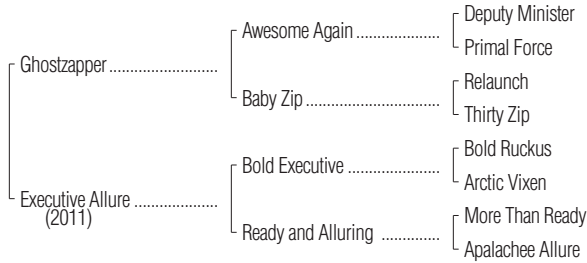 Deputy Minister
Awesome Again ....................
Primal Force
Ghostzapper ..........................
Relaunch
Baby Zip ................................
Thirty Zip
Bold Ruckus
Bold Executive ......................
Arctic Vixen
Executive Allure ....................
(2011)
More Than Ready
Ready and Alluring ...............
Apalachee Allure